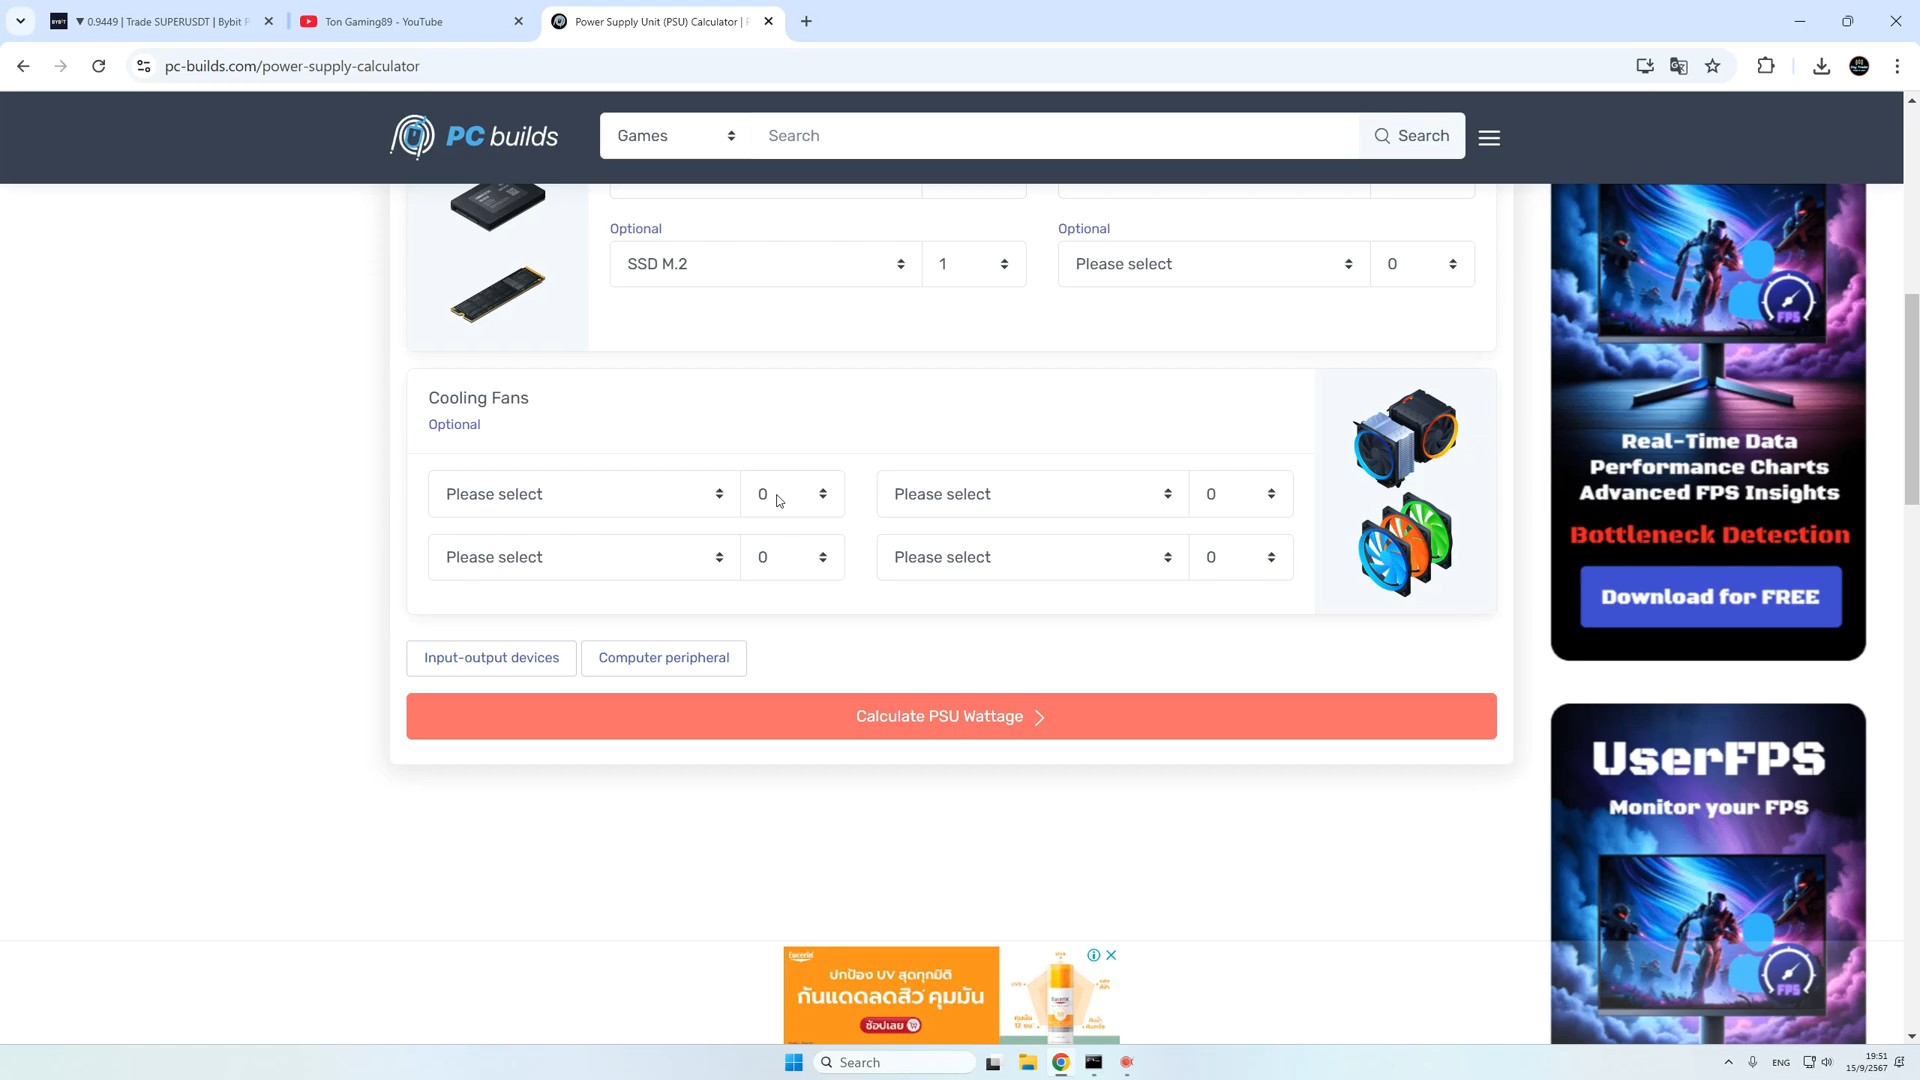 ▼ 0.9449 | Trade SUPERUSDT | Bybit P
Ton Gaming89 - YouTube
Power Supply Unit (PSU) Calculator | P
pc-builds.com/power-supply-calculator
PC builds
Games
Search
Search
Optional
Optional
SSD M.2
1
Please select
0
Cooling Fans
Optional
Please select
0
Please select
0
Please select
0
Please select
0
Input-output devices
Computer peripheral
Calculate PSU Wattage
FPS
Real-Time Data
Performance Charts
Advanced FPS Insights
Bottleneck Detection
Download for FREE
UserFPS
Monitor your FPS
FPS
Eucerin
ปกป้อง UV สุดทุกมิติ
กันแดดลดสิว คุมมัน
ช้อปเลย
Search
ENG
19:51
15/9/2567